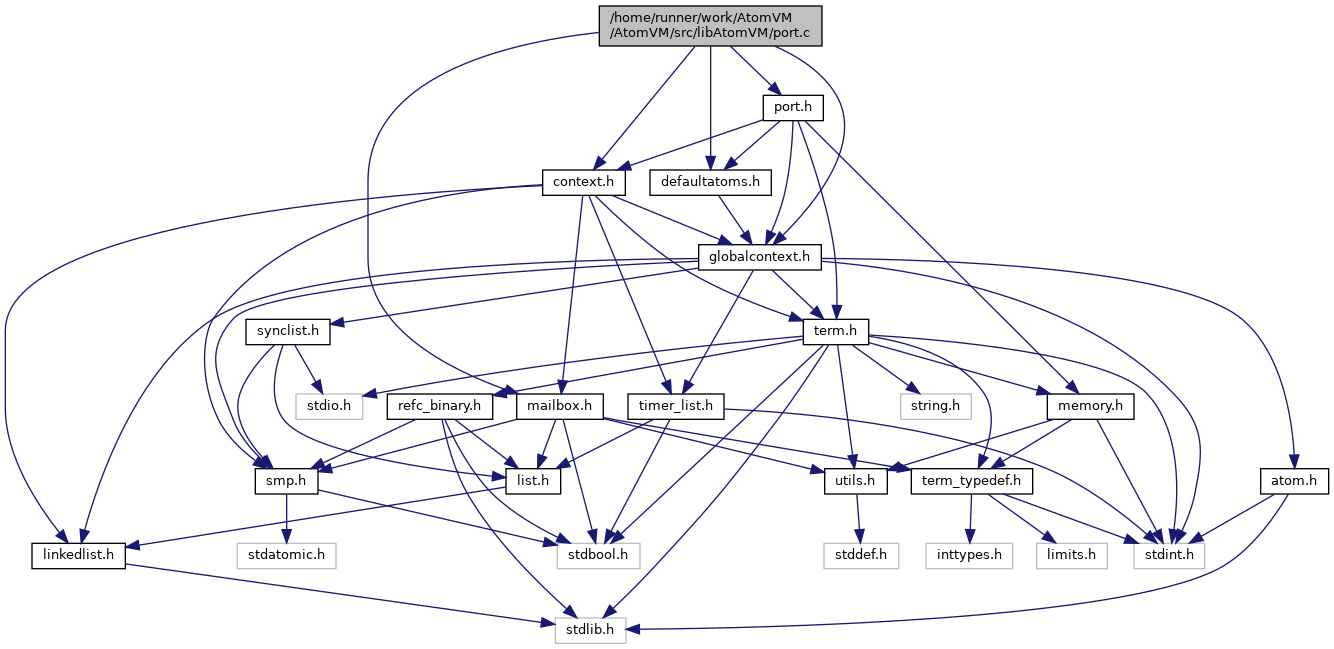 /home/runner/work/AtomVM
/AtomVM/src/libAtomVM/port.c
port.h
context.h
defaultatoms.h
globalcontext.h
synclist.h
term.h
stdio.h
refc_binary.h
mailbox.h
timer_list.h
string.h
memory.h
smp.h
list.h
utils.h
term_typedef.h
atom.h
linkedlist.h
stdatomic.h
stdbool.h
stddef.h
inttypes.h
limits.h
stdint.h
stdlib.h